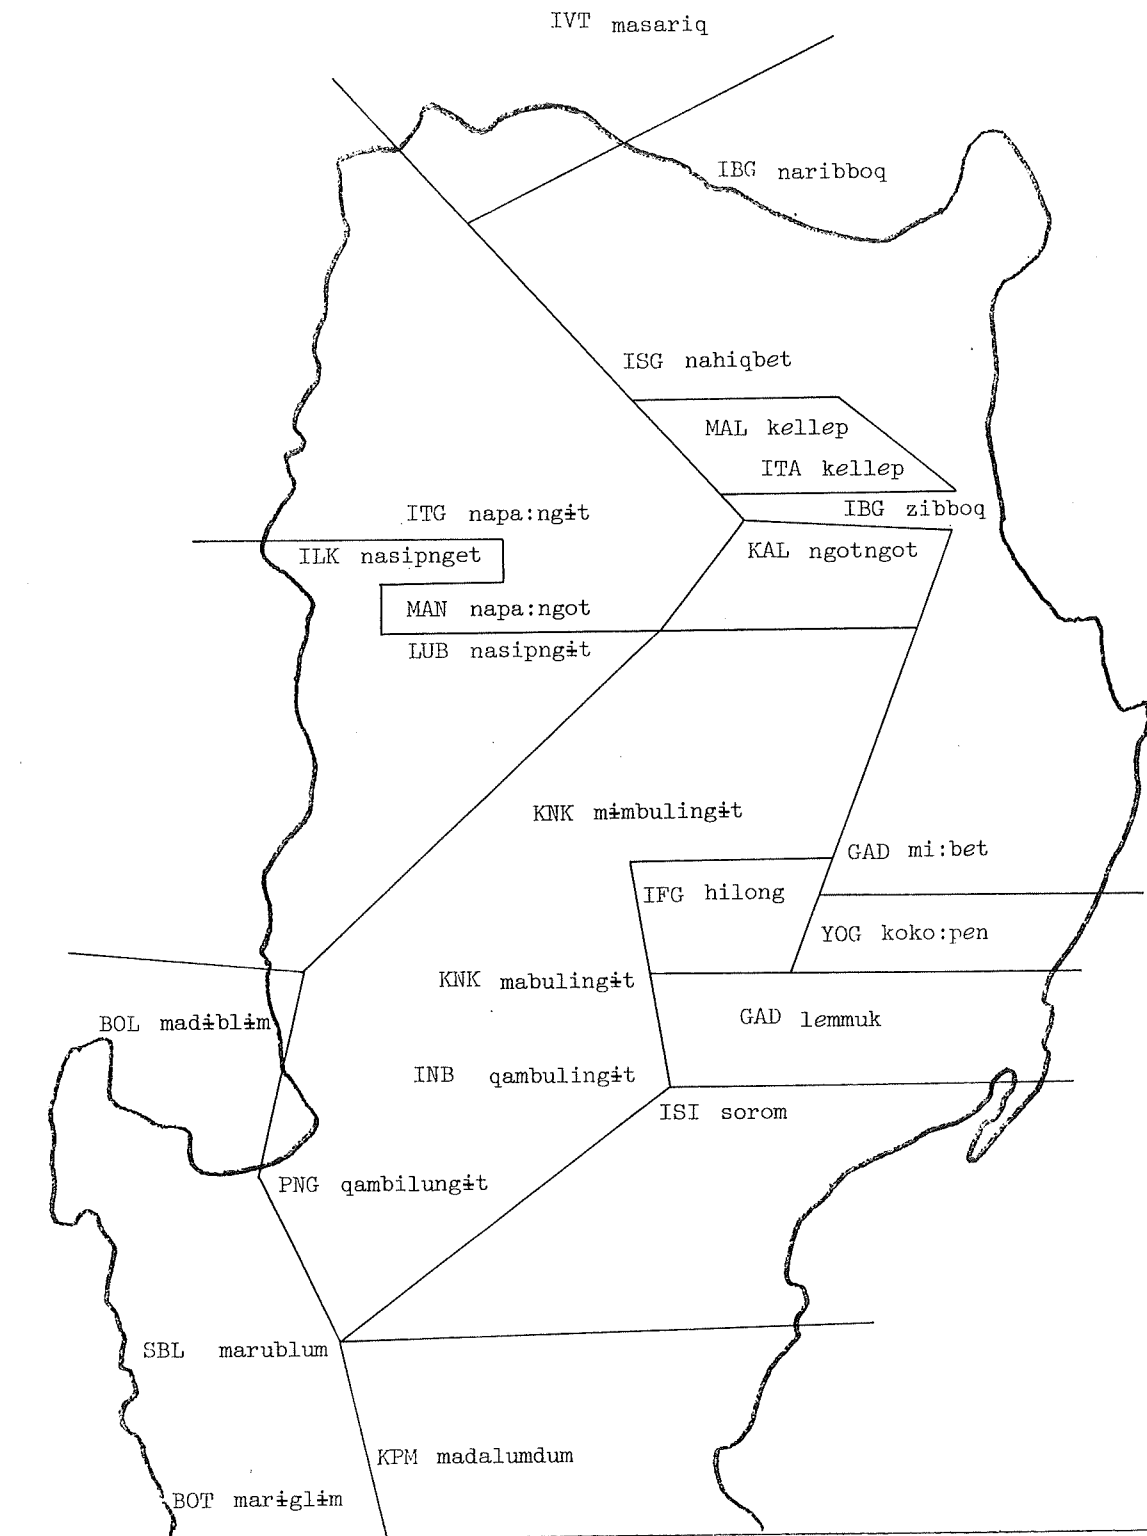 IVT masariq
IBG naribboq
ISG nahiqbet
MAL kellep
ITA kellep
IBG zibboq
ITG napa:ngɨt
KAL ngotngot
ILK nasipnget
MAN napa:ngot
LUB nasipngɨt
KNK mɨmbulingɨt
GAD mi:bet
IFG hilong
YOG koko:pen
KNK mabulingɨt
GAD lemmuk
BOL madɨblɨm
INB qambulingɨt
ISI sorom
PNG qambilungɨt
SBL marublum
KPM madalumdum
BOT marɨglɨm